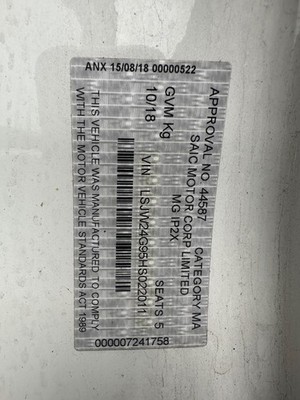 APPROVAL NO 44587 CATEGORY MA
SAIC MOTOR CORP LIMITED
MG IP2X
GVM Kg SEATS 5
10/18 VIN LSJW24G95HS022011
THIS VEHICLE WAS MANUFACTURED TO COMPLY
WITH THE MOTOR VEHICLE STANDARDS ACT 1989
ANX 15/08/18 00000522
000007241758